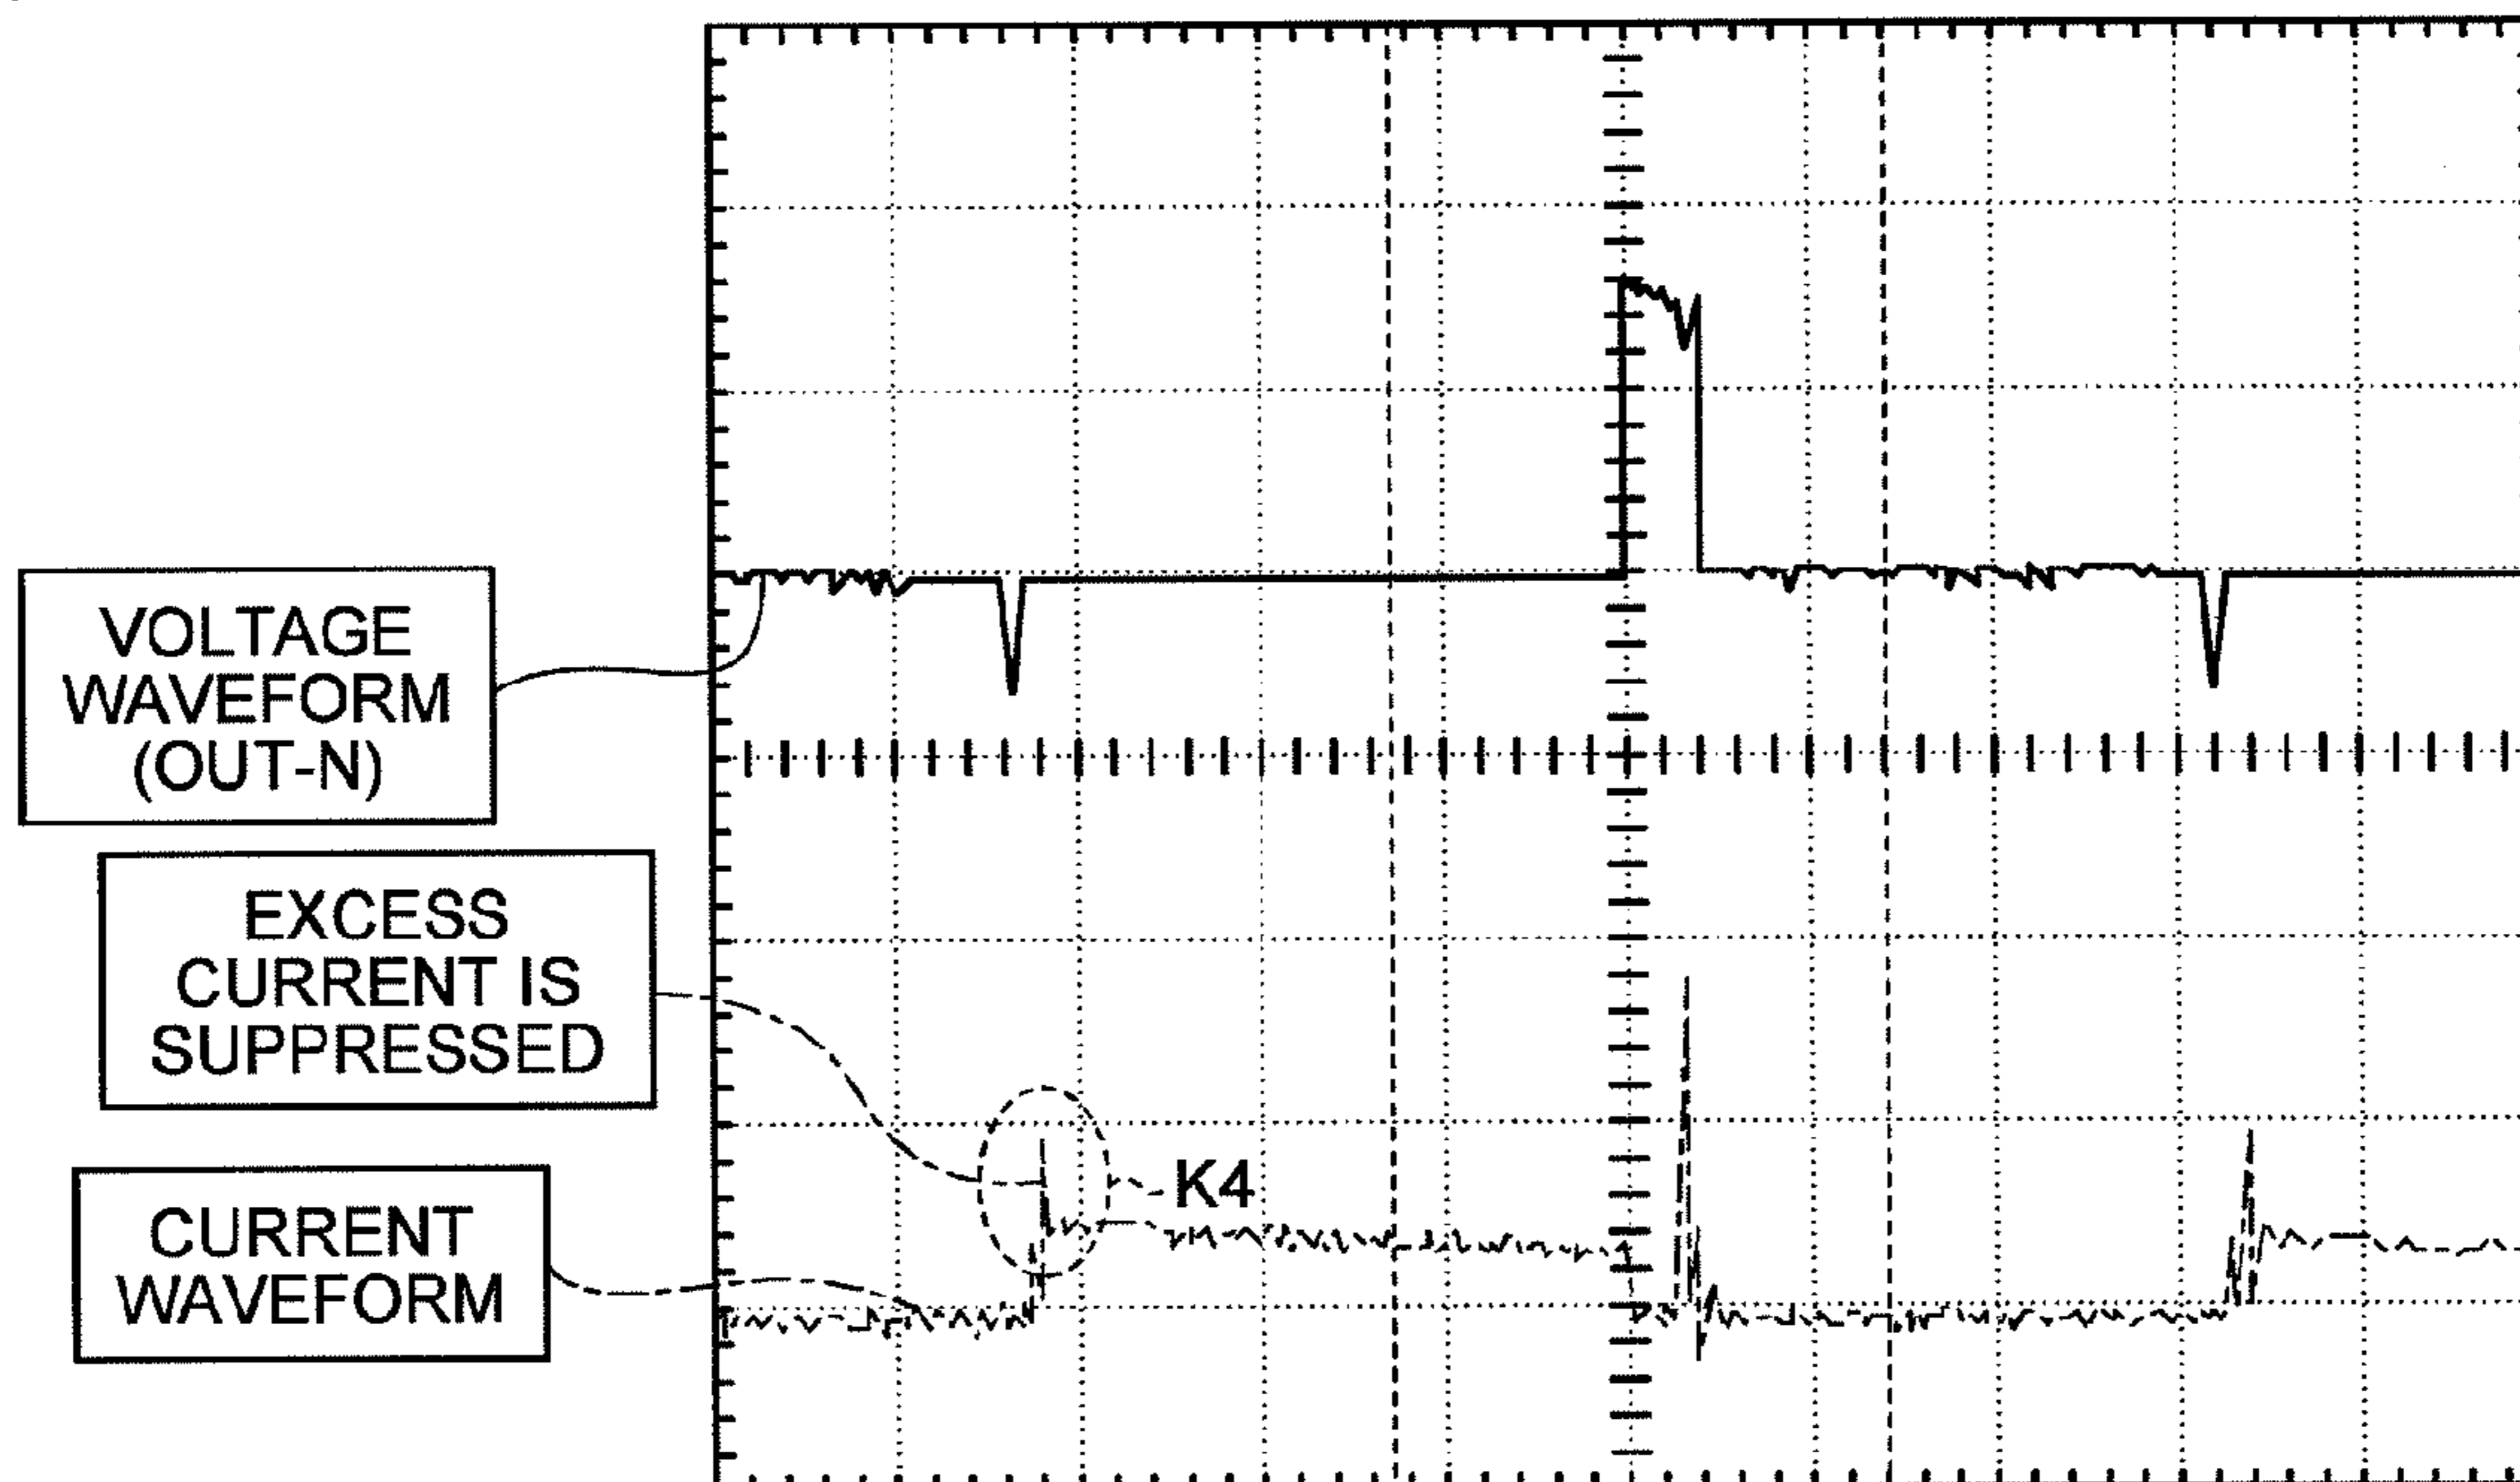 VOLTAGE
WAVEFORM
(OUT-N)
EXCESS
CURRENT IS
SUPPRESSED
K4
CURRENT
WAVEFORM